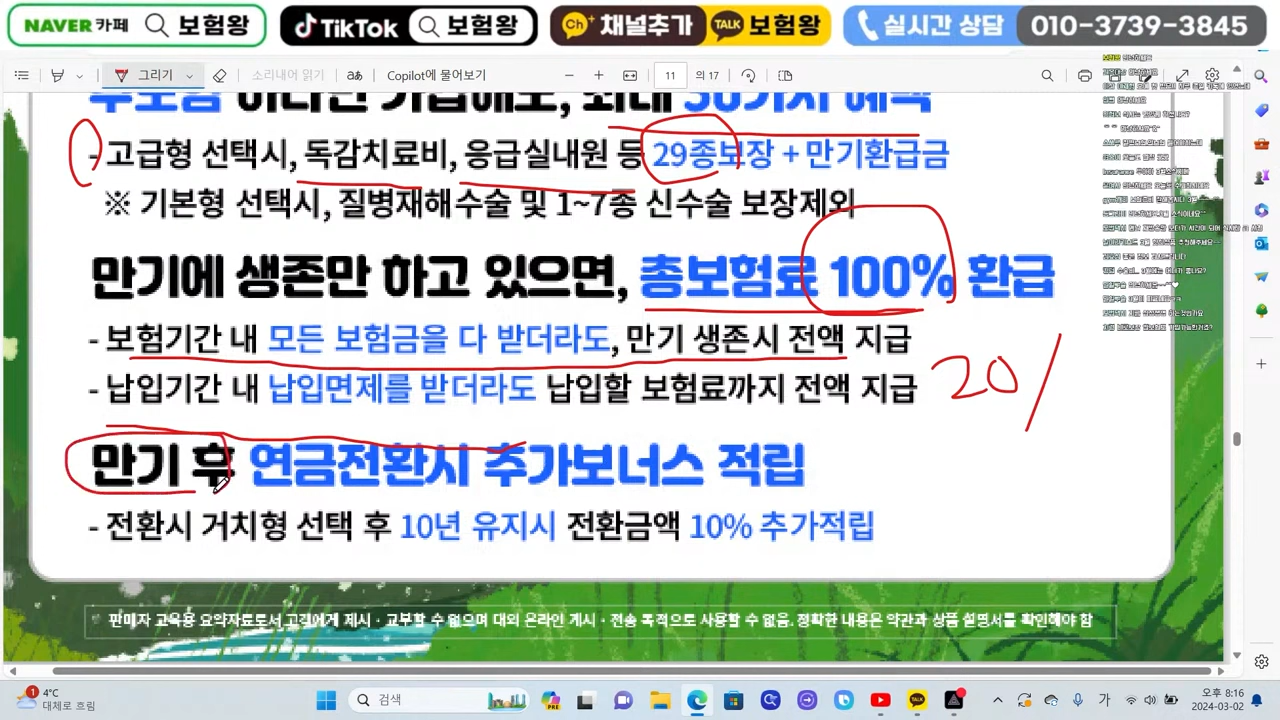 NAVER 카페 보험왕 TikTok 보험왕 Ch+ 채널추가 TALK 보험왕 실시간 상담 010-3739-3845
그리기 소리내어 읽기 Copilot에 물어보기 11 의 17
- 고급형 선택시, 독감치료비, 응급실내원 등 29종보장 + 만기환급금
※ 기본형 선택시, 질병재해수술 및 1~7종 신수술 보장제외
만기에 생존만 하고 있으면, 총보험료 100% 환급
- 보험기간 내 모든 보험금을 다 받더라도, 만기 생존시 전액 지급
- 납입기간 내 납입면제를 받더라도 납입할 보험료까지 전액 지급
20/
만기 후 연금전환시 추가보너스 적립
- 전환시 거치형 선택 후 10년 유지시 전환금액 10% 추가적립
판매자 교육용 요약자료로서 고객에게 제시·교부할 수 없으며 대외 온라인 게시·전송 목적으로 사용할 수 없음. 정확한 내용은 약관과 상품 설명서를 확인해야 함
1 4°C
대체로 흐림
검색
PRE
TALK
가
오후 8:16
2024-03-02